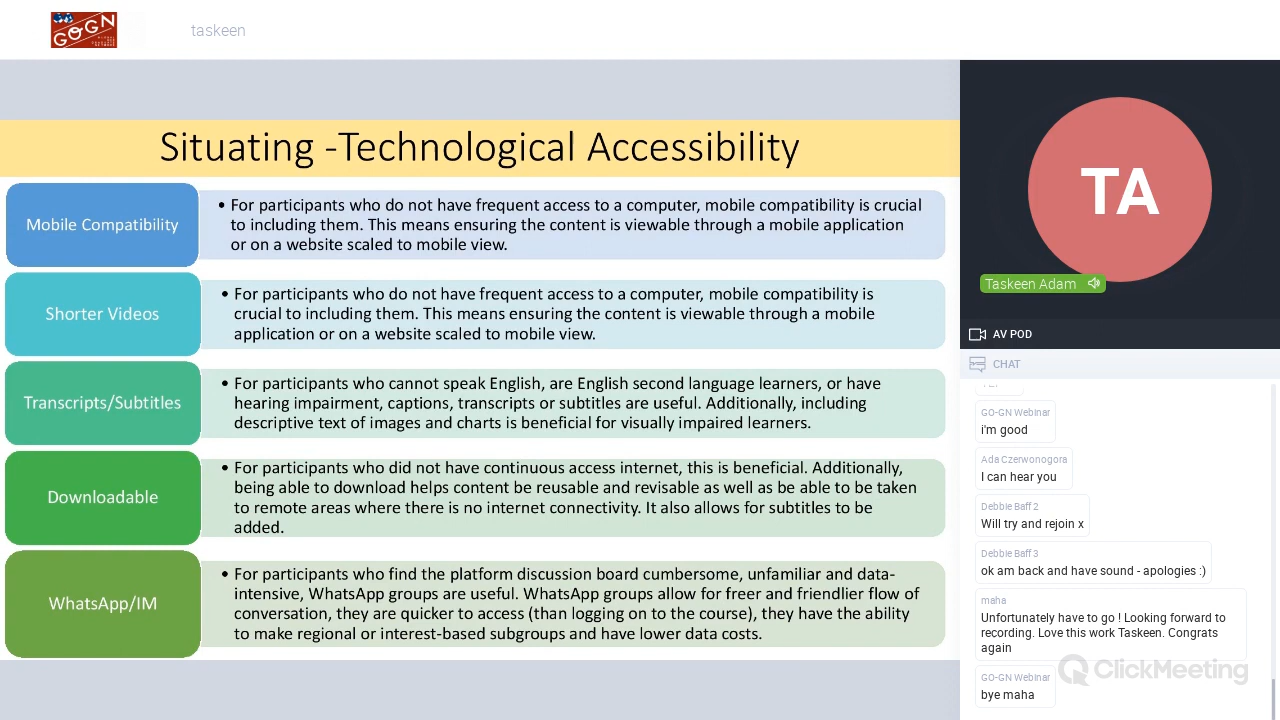 GOGN
taskeen
Situating -Technological Accessibility
Mobile Compatibility
• For participants who do not have frequent access to a computer, mobile compatibility is crucial
to including them. This means ensuring the content is viewable through a mobile application
or on a website scaled to mobile view.
Shorter Videos
• For participants who do not have frequent access to a computer, mobile compatibility is
crucial to including them. This means ensuring the content is viewable through a mobile
application or on a website scaled to mobile view.
Transcripts/Subtitles
• For participants who cannot speak English, are English second language learners, or have
hearing impairment, captions, transcripts or subtitles are useful. Additionally, including
descriptive text of images and charts is beneficial for visually impaired learners.
Downloadable
• For participants who did not have continuous access internet, this is beneficial. Additionally,
being able to download helps content be reusable and revisable as well as be able to be taken
to remote areas where there is no internet connectivity. It also allows for subtitles to be
added.
WhatsApp/IM
• For participants who find the platform discussion board cumbersome, unfamiliar and data-
intensive, WhatsApp groups are useful. WhatsApp groups allow for freer and friendlier flow of
conversation, they are quicker to access (than logging on to the course), they have the ability
to make regional or interest-based subgroups and have lower data costs.
TA
Taskeen Adam
AV POD
CHAT
GO-GN Webinar
i'm good
Ada Czerwonogora
I can hear you
Debbie Baff 2
Will try and rejoin x
Debbie Baff 3
ok am back and have sound - apologies :)
maha
Unfortunately have to go ! Looking forward to
recording. Love this work Taskeen. Congrats
again
GO-GN Webinar
bye maha
ClickMeeting